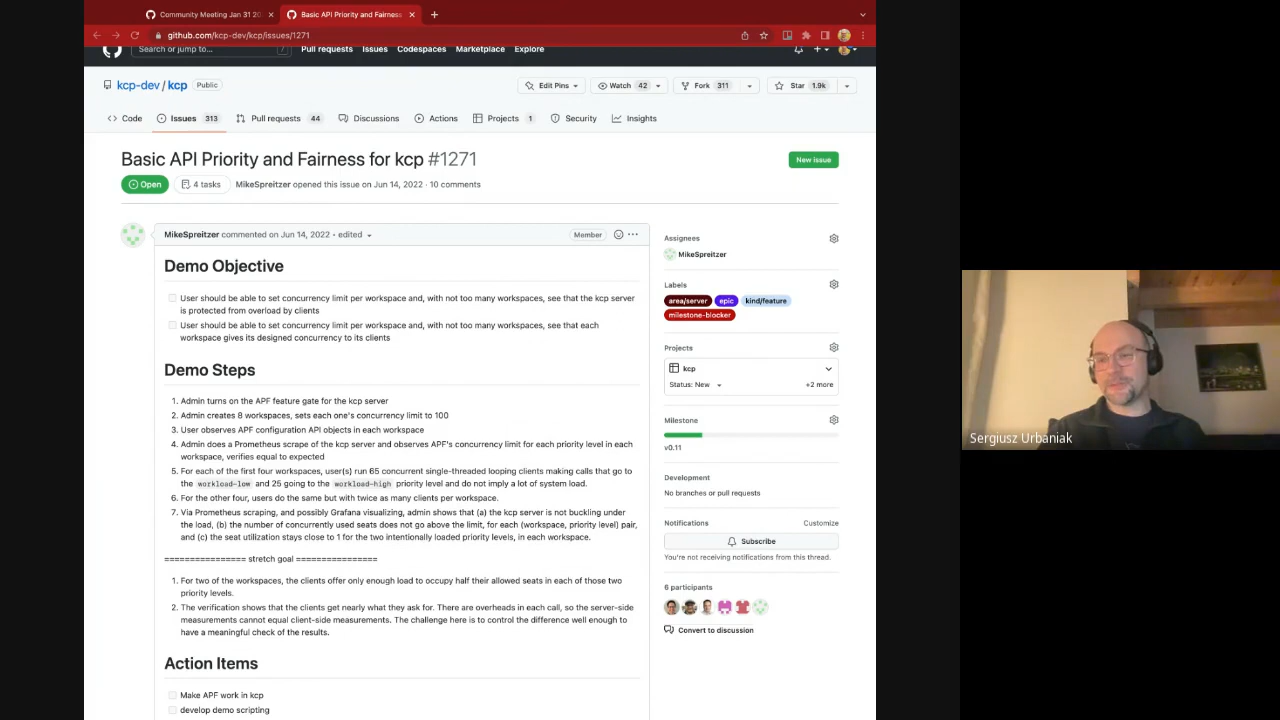 Community Meeting Jan 31 20
Basic API Priority and Fairness
github.com/kcp-dev/kcp/issues/1271
Search or jump to...
Pull requests Issues Codespaces Marketplace Explore
kcp-dev / kcp Public
Edit Pins Watch 42 Fork 311 Star 1.9k
Code Issues 313 Pull requests 44 Discussions Actions Projects 1 Security Insights
Basic API Priority and Fairness for kcp #1271
New issue
Open 4 tasks MikeSpreitzer opened this issue on Jun 14, 2022 · 10 comments
MikeSpreitzer commented on Jun 14, 2022 • edited Member
Demo Objective
User should be able to set concurrency limit per workspace and, with not too many workspaces, see that the kcp server
is protected from overload by clients
User should be able to set concurrency limit per workspace and, with not too many workspaces, see that each
workspace gives its designed concurrency to its clients
Demo Steps
1. Admin turns on the APF feature gate for the kcp server
2. Admin creates 8 workspaces, sets each one's concurrency limit to 100
3. User observes APF configuration API objects in each workspace
4. Admin does a Prometheus scrape of the kcp server and observes APF's concurrency limit for each priority level in each
workspace, verifies equal to expected
5. For each of the first four workspaces, user(s) run 65 concurrent single-threaded looping clients making calls that go to
the workload-low and 25 going to the workload-high priority level and do not imply a lot of system load.
6. For the other four, users do the same but with twice as many clients per workspace.
7. Via Prometheus scraping, and possibly Grafana visualizing, admin shows that (a) the kcp server is not buckling under
the load, (b) the number of concurrently used seats does not go above the limit, for each (workspace, priority level) pair,
and (c) the seat utilization stays close to 1 for the two intentionally loaded priority levels, in each workspace.
================ stretch goal ================
1. For two of the workspaces, the clients offer only enough load to occupy half their allowed seats in each of those two
priority levels.
2. The verification shows that the clients get nearly what they ask for. There are overheads in each call, so the server-side
measurements cannot equal client-side measurements. The challenge here is to control the difference well enough to
have a meaningful check of the results.
Action Items
Make APF work in kcp
develop demo scripting
Assignees
MikeSpreitzer
Labels
area/server epic kind/feature
milestone-blocker
Projects
kcp
Status: New +2 more
Milestone
v0.11
Development
No branches or pull requests
Notifications Customize
Subscribe
You're not receiving notifications from this thread.
6 participants
Convert to discussion
Sergiusz Urbaniak